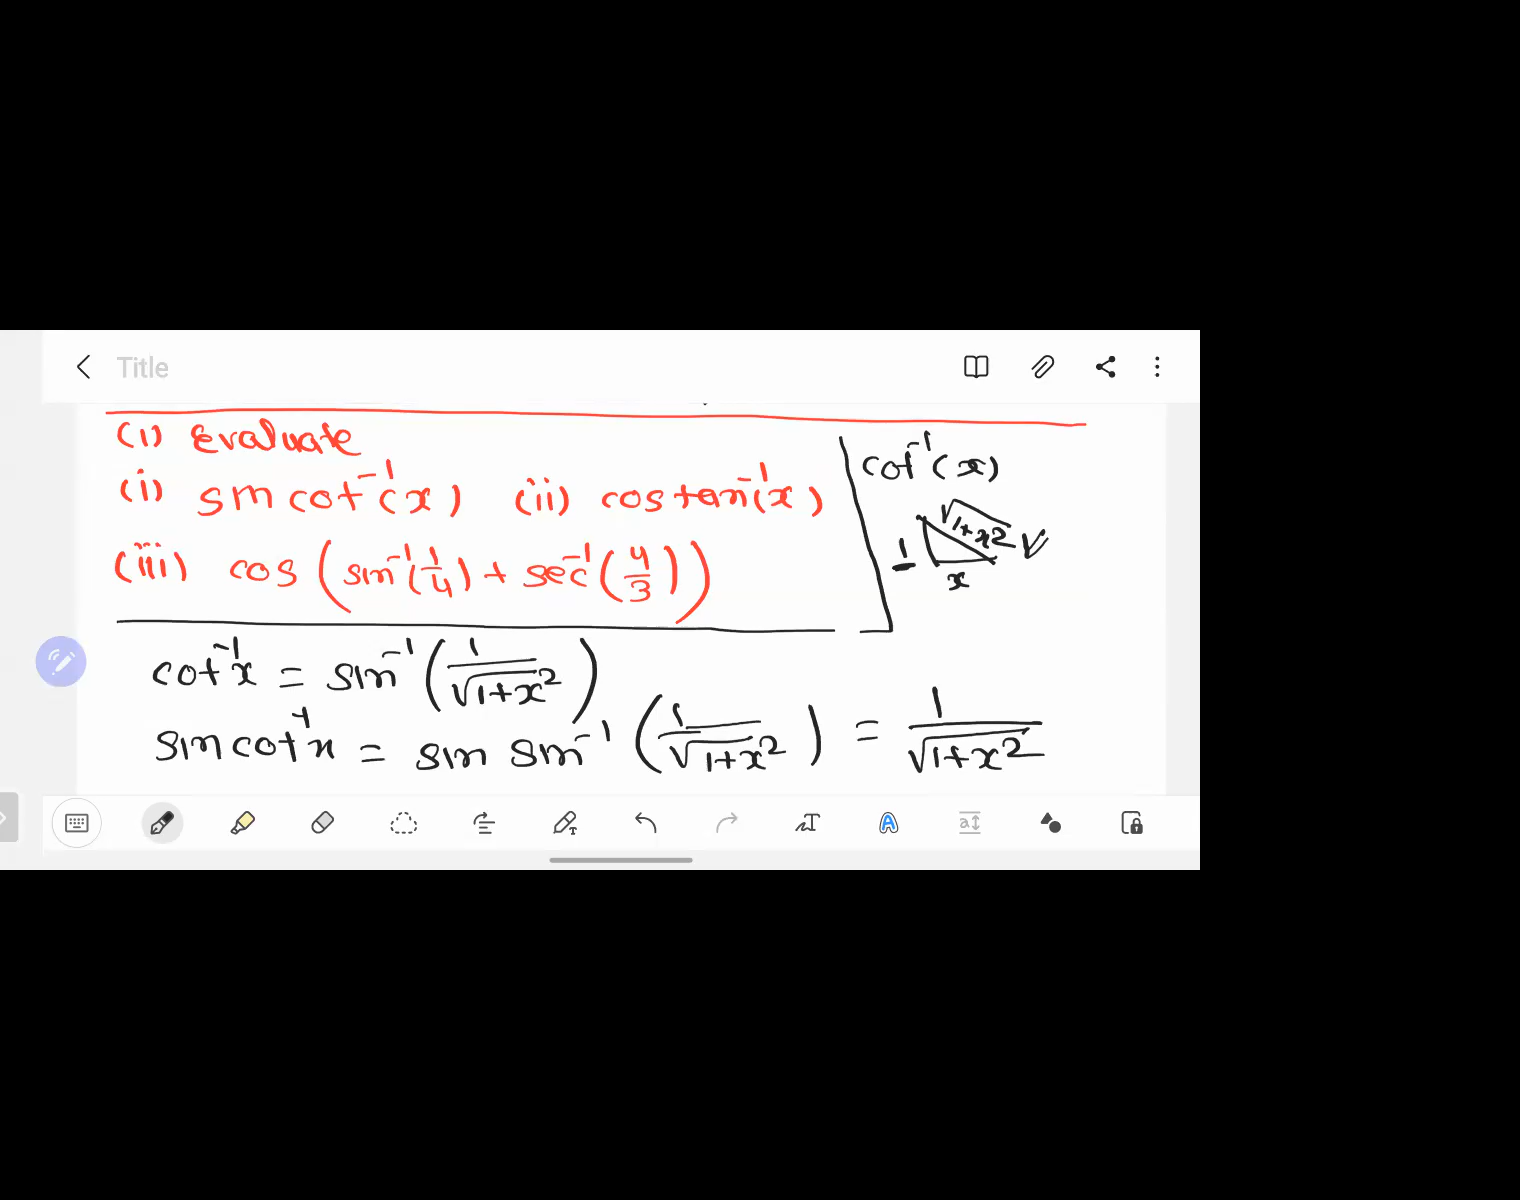 Title
(i) Evaluate
(i) sin cot⁻¹(x) (ii) cos tan⁻¹(x)
(iii) cos (sin⁻¹(1/4) + sec⁻¹(4/3))
cot⁻¹(x)
√1+x²
1
x
cot⁻¹x = sin⁻¹(1/√1+x²)
sin cot⁻¹x = sin sin⁻¹(1/√1+x²) = 1/√1+x²